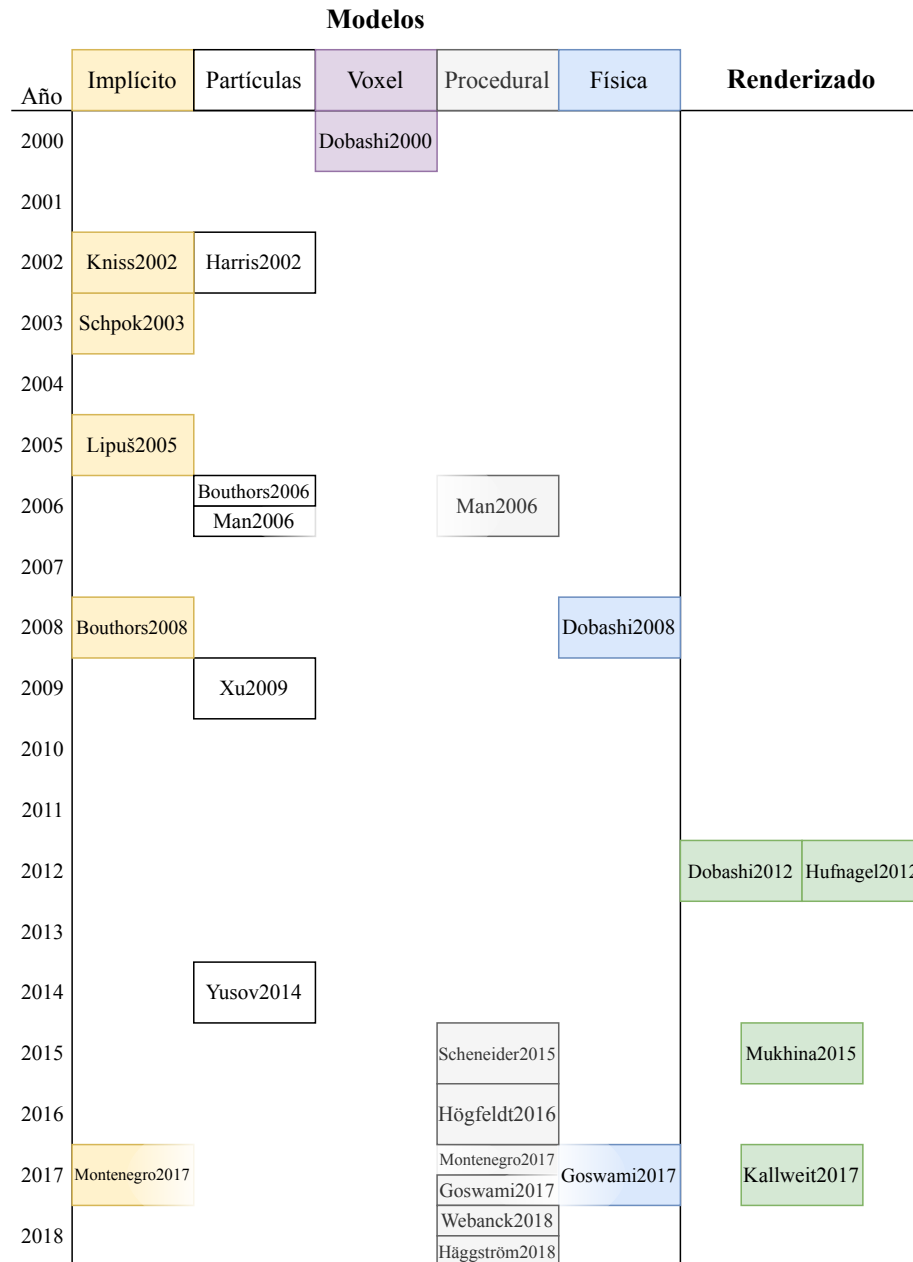 Modelos
Año
Implícito
Partículas
Voxel
Procedural
Física
Renderizado
2000
Dobashi2000
2001
2002
Kniss2002
Harris2002
2003
Schpok2003
2004
2005
Lipuš2005
2006
Bouthors2006
Man2006
Man2006
2007
2008
Bouthors2008
Dobashi2008
2009
Xu2009
2010
2011
2012
Dobashi2012
Hufnagel2012
2013
2014
Yusov2014
2015
Scheneider2015
Mukhina2015
2016
Högfeldt2016
2017
Montenegro2017
Montenegro2017
Goswami2017
Goswami2017
Kallweit2017
2018
Webanck2018
Häggström2018